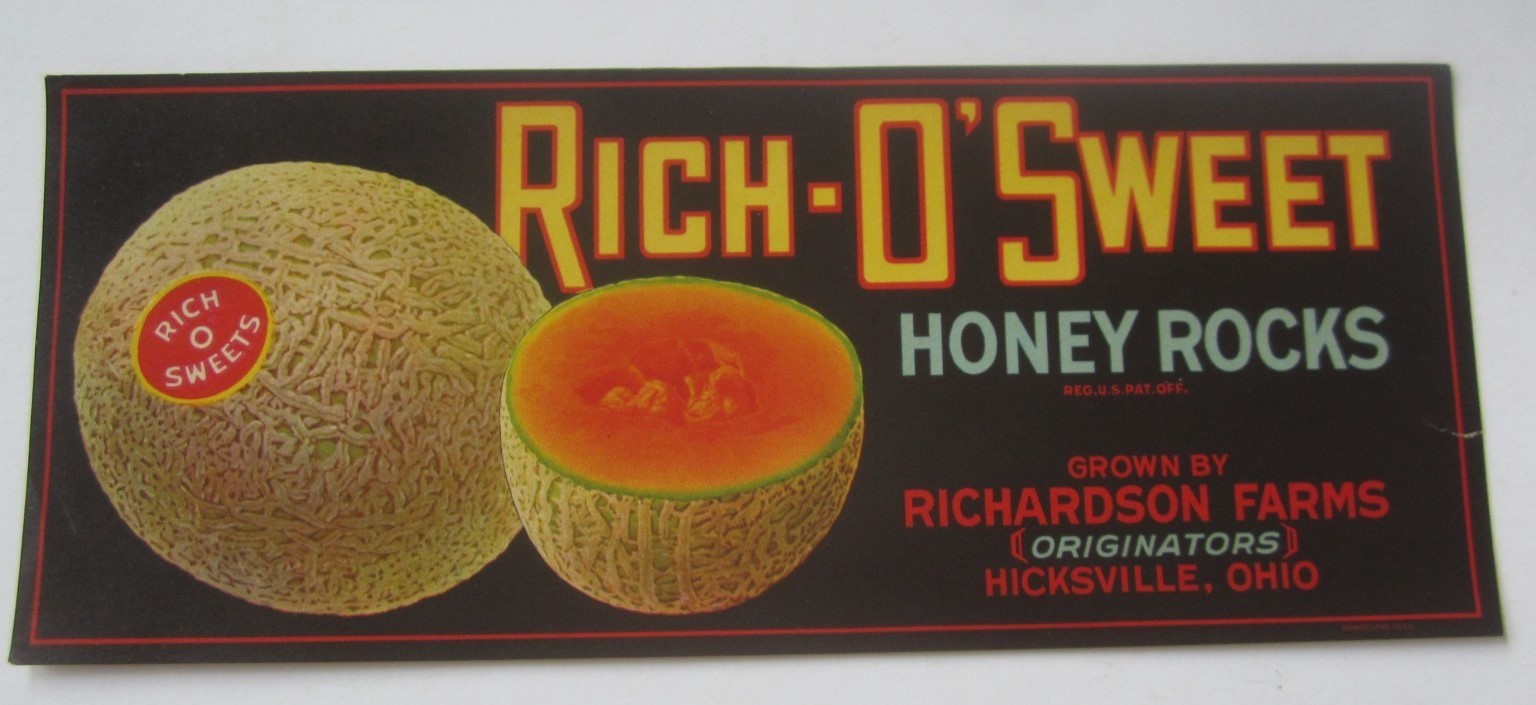 RICH-O'SWEET
HONEY ROCKS
REG.U.S.PAT.OFF.
GROWN BY
RICHARDSON FARMS
(ORIGINATORS)
HICKSVILLE, OHIO
RICH
O
SWEETS